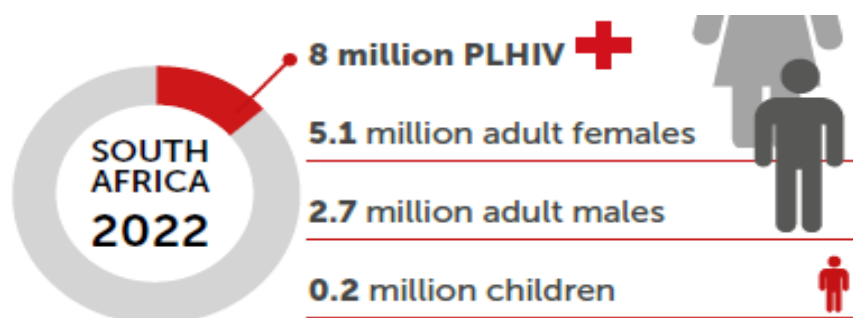 8 million PLHIV
SOUTH
AFRICA
2022
5.1 million adult females
2.7 million adult males
0.2 million children